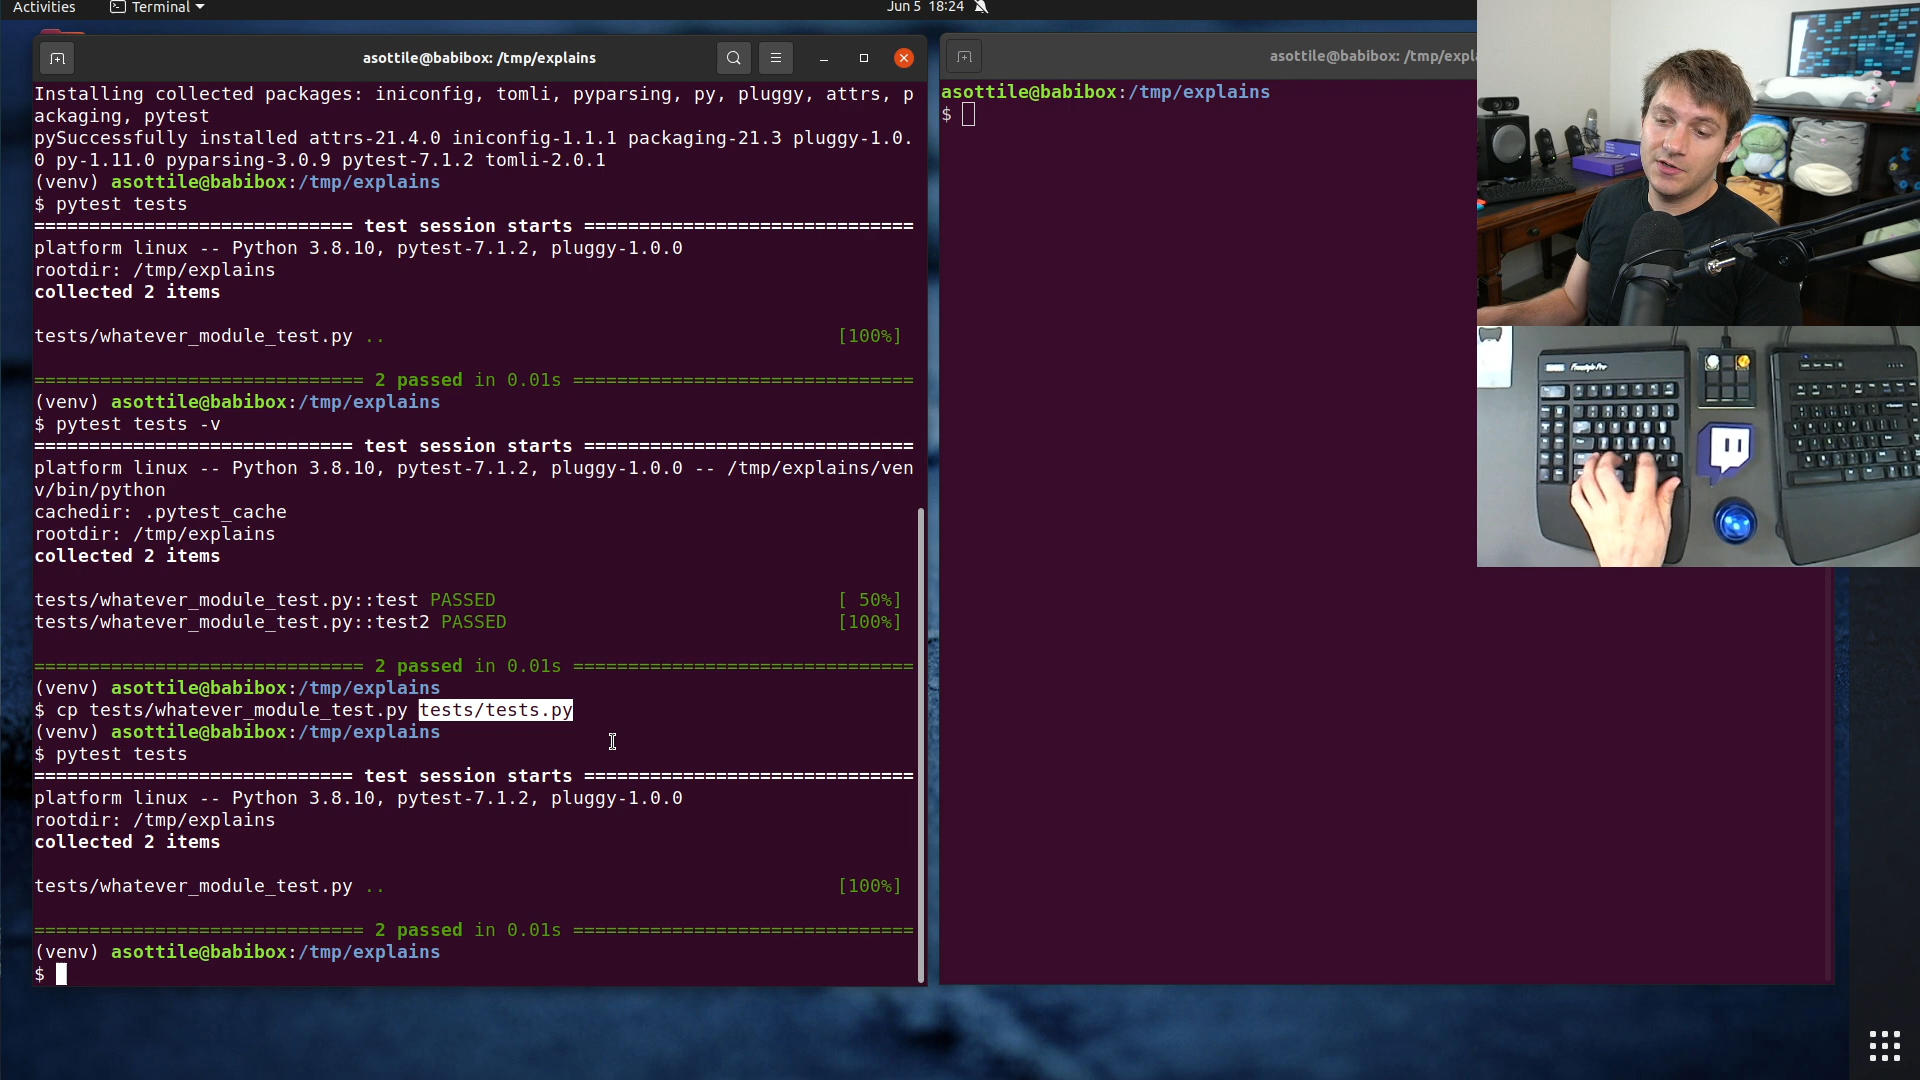 Activities
Terminal
Jun 5 18:24
asottile@babibox: /tmp/explains
Installing collected packages: iniconfig, tomli, pyparsing, py, pluggy, attrs, p
ackaging, pytest
pySuccessfully installed attrs-21.4.0 iniconfig-1.1.1 packaging-21.3 pluggy-1.0.
0 py-1.11.0 pyparsing-3.0.9 pytest-7.1.2 tomli-2.0.1
(venv) asottile@babibox:/tmp/explains
$ pytest tests
============================= test session starts ==============================
platform linux -- Python 3.8.10, pytest-7.1.2, pluggy-1.0.0
rootdir: /tmp/explains
collected 2 items
tests/whatever_module_test.py .. [100%]
============================== 2 passed in 0.01s ===============================
(venv) asottile@babibox:/tmp/explains
$ pytest tests -v
============================= test session starts ==============================
platform linux -- Python 3.8.10, pytest-7.1.2, pluggy-1.0.0 -- /tmp/explains/ven
v/bin/python
cachedir: .pytest_cache
rootdir: /tmp/explains
collected 2 items
tests/whatever_module_test.py::test PASSED [ 50%]
tests/whatever_module_test.py::test2 PASSED [100%]
============================== 2 passed in 0.01s ===============================
(venv) asottile@babibox:/tmp/explains
$ cp tests/whatever_module_test.py tests/tests.py
(venv) asottile@babibox:/tmp/explains
$ pytest tests
============================= test session starts ==============================
platform linux -- Python 3.8.10, pytest-7.1.2, pluggy-1.0.0
rootdir: /tmp/explains
collected 2 items
tests/whatever_module_test.py .. [100%]
============================== 2 passed in 0.01s ===============================
(venv) asottile@babibox:/tmp/explains
$
asottile@babibox: /tmp/expl
asottile@babibox:/tmp/explains
$
Freestyle Pro